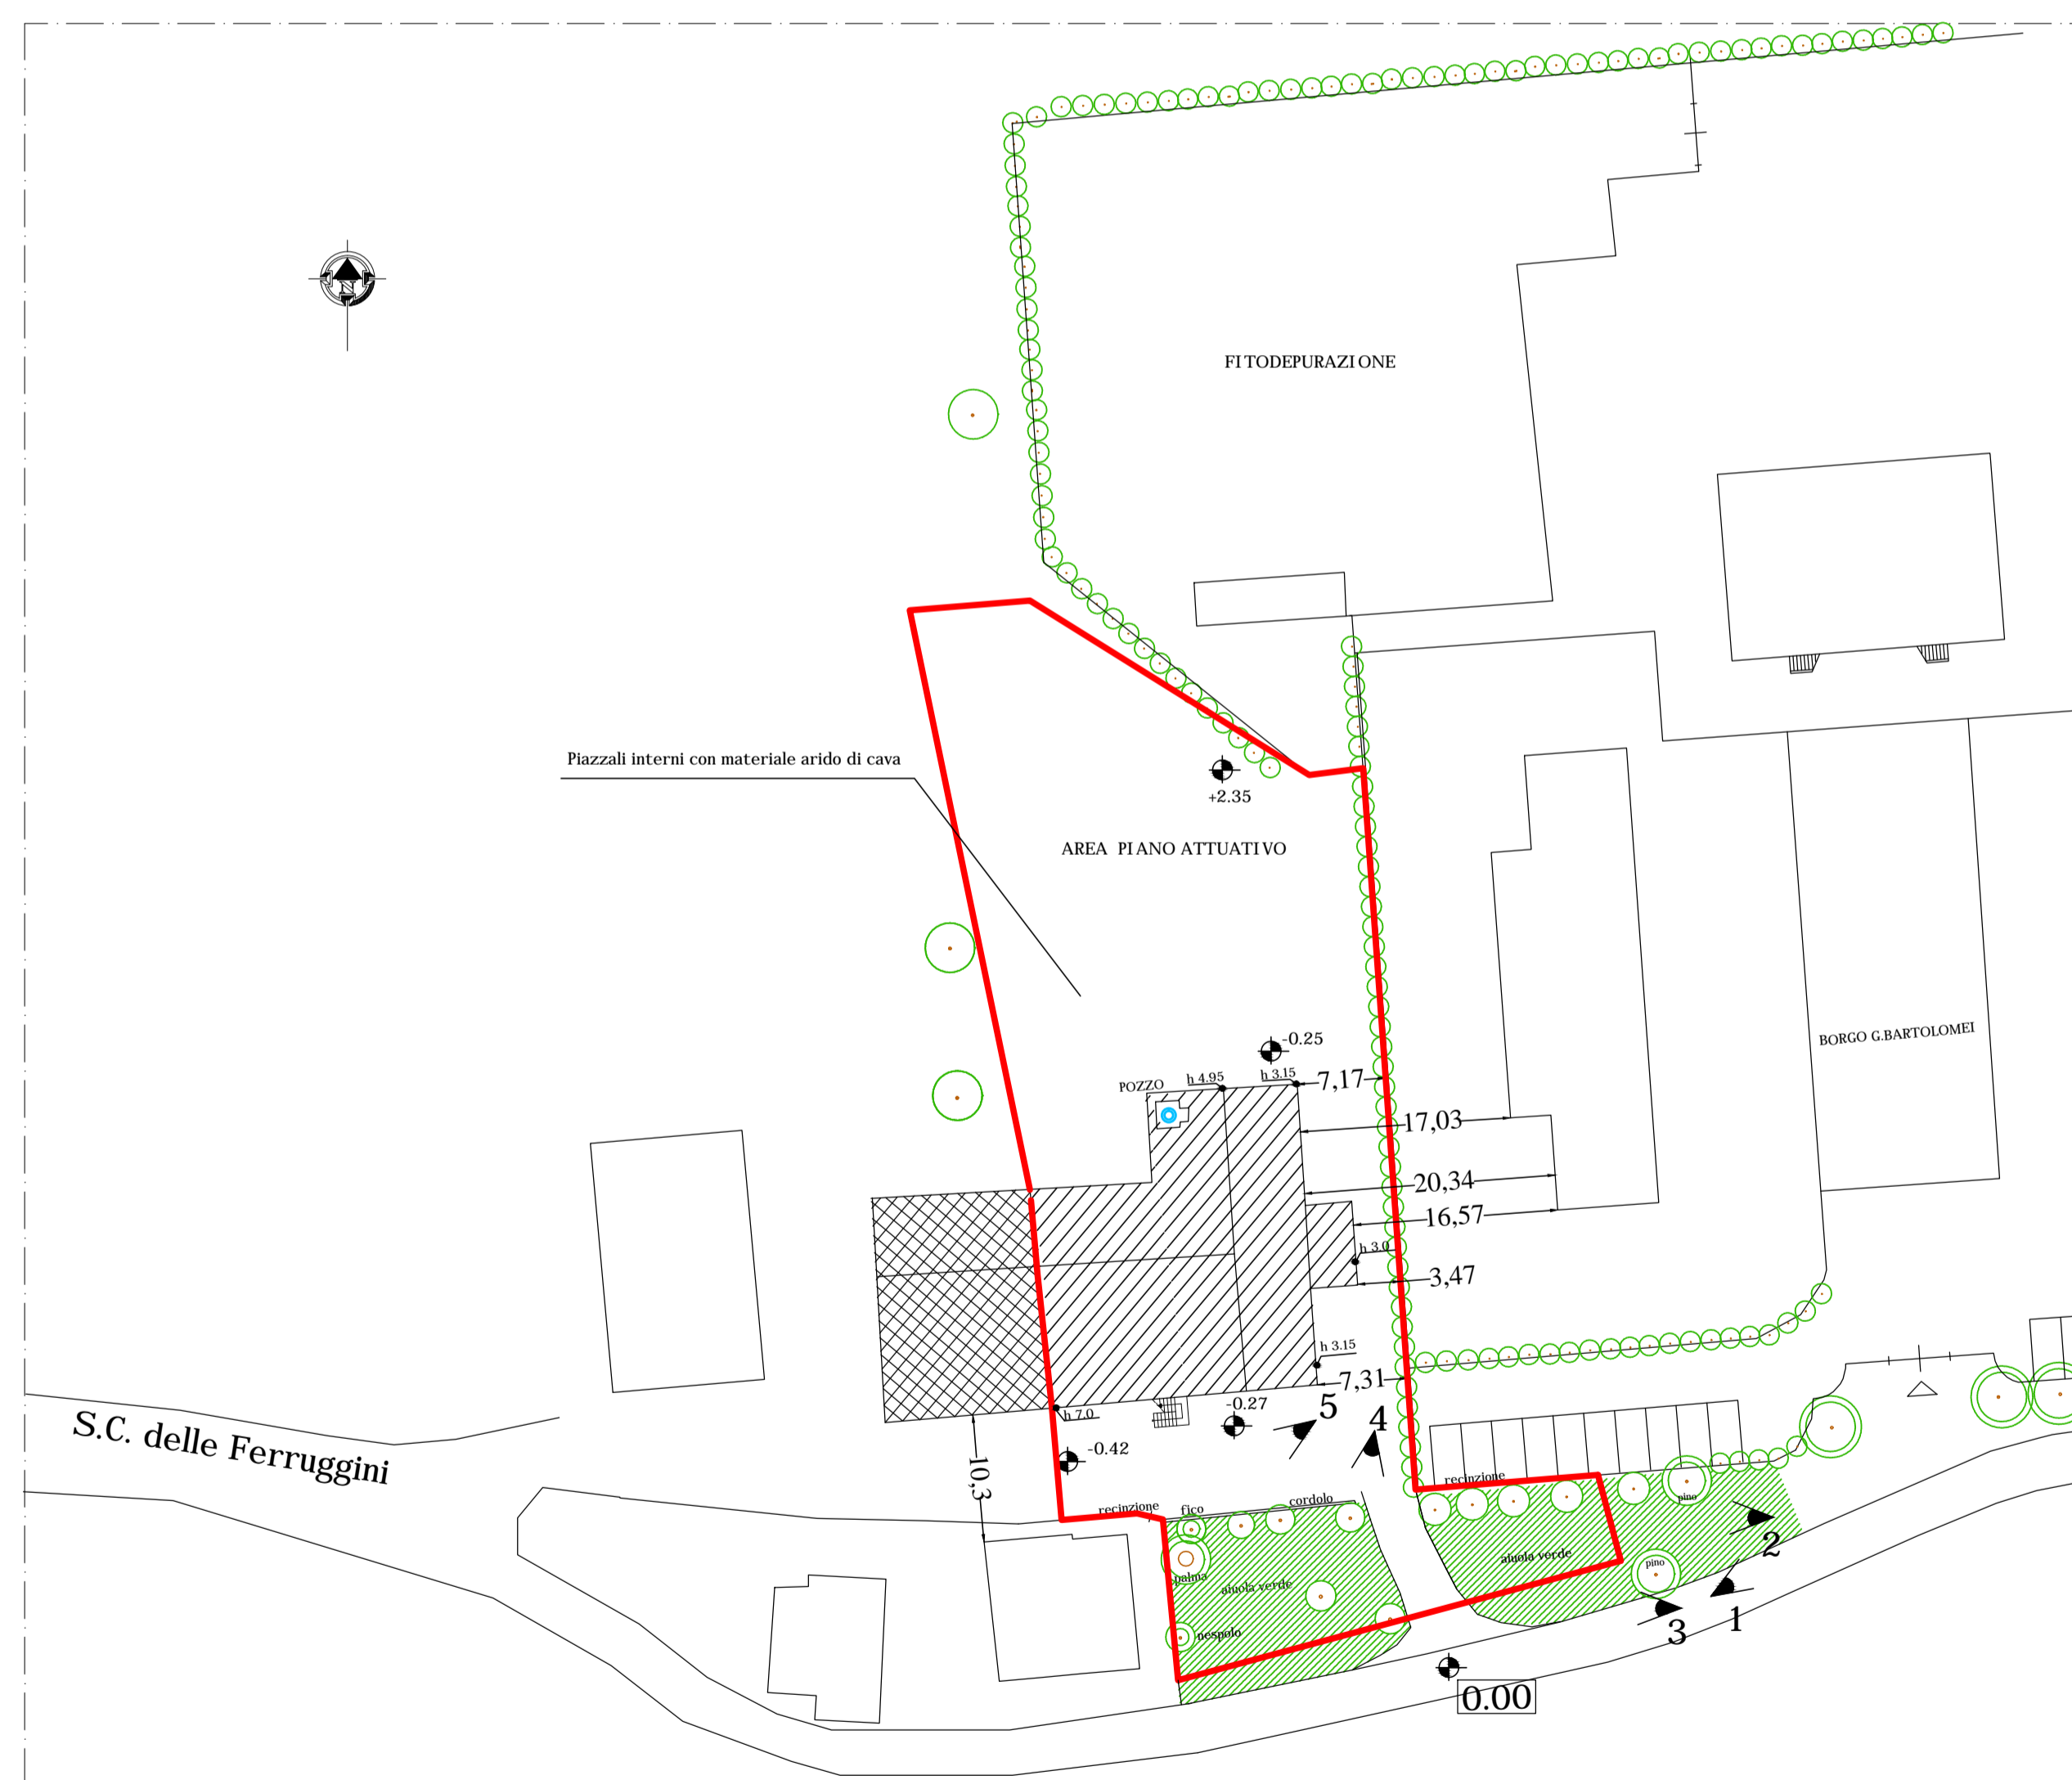 N
FITODEPURAZIONE
Piazzali interni con materiale arido di cava
+2.35
AREA PIANO ATTUATIVO
BORGO G.BARTOLOMEI
-0.25
POZZO
h 4.95
h 3.15
7,17
17,03
20,34
16,57
h 3.0
3,47
h 3.15
7,31
-0.27
5
4
h 7.0
-0.42
10,3
S.C. delle Ferruggini
recinzione
fico
cordolo
recinzione
pino
palma
aiuola verde
aiuola verde
pino
nespolo
2
1
3
0.00